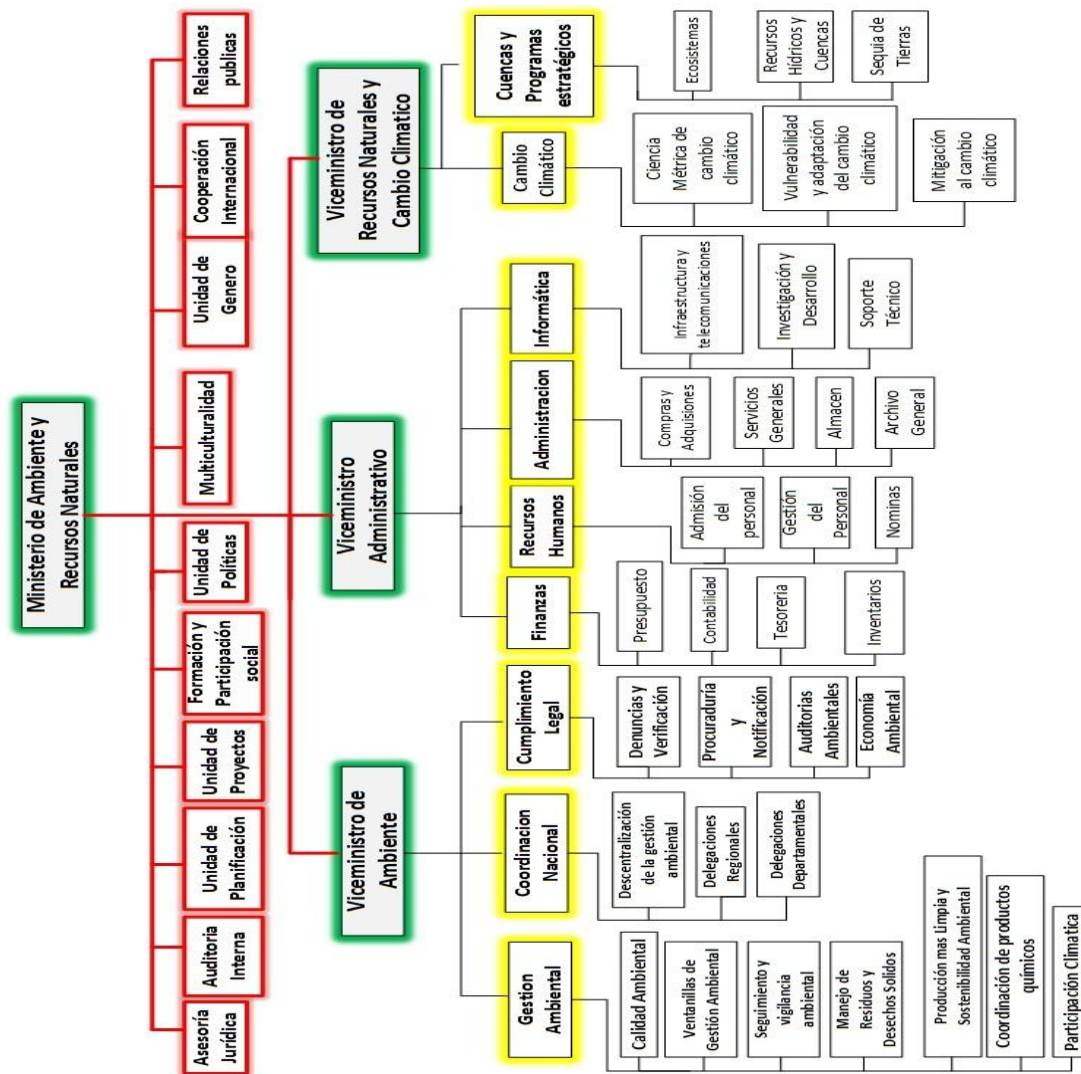 Ministerio de Ambiente y
Recursos Naturales
Asesoría
Jurídica
Auditoria
Interna
Unidad de
Planificación
Unidad de
Proyectos
Formación y
Participación
social
Unidad de
Políticas
Multiculturalidad
Unidad de
Genero
Cooperación
Internacional
Relaciones
publicas
Viceministro de
Ambiente
Viceministro
Administrativo
Viceministro de
Recursos Naturales y
Cambio Climatico
Gestion
Ambiental
Coordinacion
Nacional
Cumplimiento
Legal
Finanzas
Recursos
Humanos
Administracion
Informática
Cambio
Climático
Cuencas y
Programas
estratégicos
Calidad Ambiental
Ventanillas de
Gestión Ambiental
Seguimiento y
vigilancia
ambiental
Manejo de
Residuos y
Desechos Solidos
Producción mas Limpia y
Sostenibilidad Ambiental
Coordinación de productos
químicos
Participación Climatica
Descentralización
de la gestión
ambiental
Delegaciones
Regionales
Delegaciones
Departamentales
Denuncias y
Verificación
Procuraduría
y
Notificación
Auditorias
Ambientales
Economía
Ambiental
Presupuesto
Contabilidad
Tesoreria
Inventarios
Admisión
del
personal
Gestión
del
Personal
Nominas
Compras y
Adquisiones
Servicios
Generales
Almacen
Archivo
General
Infraestructura y
telecomunicaciones
Investigación y
Desarrollo
Soporte
Técnico
Ciencia
Métrica de
cambio
climático
Vulnerabilidad
y adaptación
del cambio
climático
Mitigación
al cambio
climático
Ecosistemas
Recursos
Hídricos y
Cuencas
Sequia de
Tierras